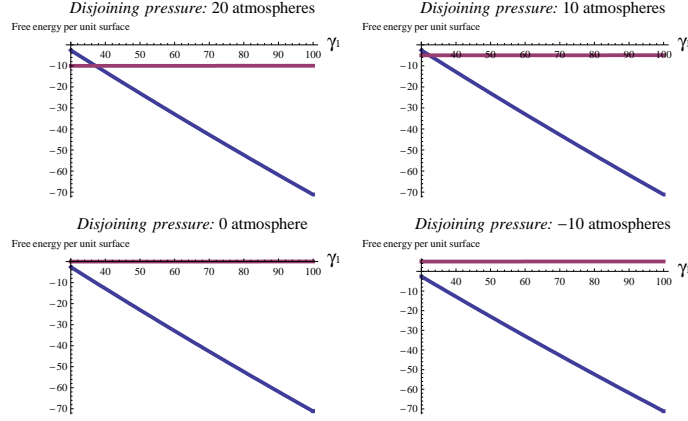 Disjoining pressure: 20 atmospheres
Free energy per unit surface
γ1
40 50 60 70 80 90 100
−10
−20
−30
−40
−50
−60
−70
Disjoining pressure: 10 atmospheres
Free energy per unit surface
γ1
40 50 60 70 80 90 100
−10
−20
−30
−40
−50
−60
−70
Disjoining pressure: 0 atmosphere
Free energy per unit surface
γ1
40 50 60 70 80 90 100
−10
−20
−30
−40
−50
−60
−70
Disjoining pressure: −10 atmospheres
Free energy per unit surface
γ1
40 50 60 70 80 90 100
−10
−20
−30
−40
−50
−60
−70